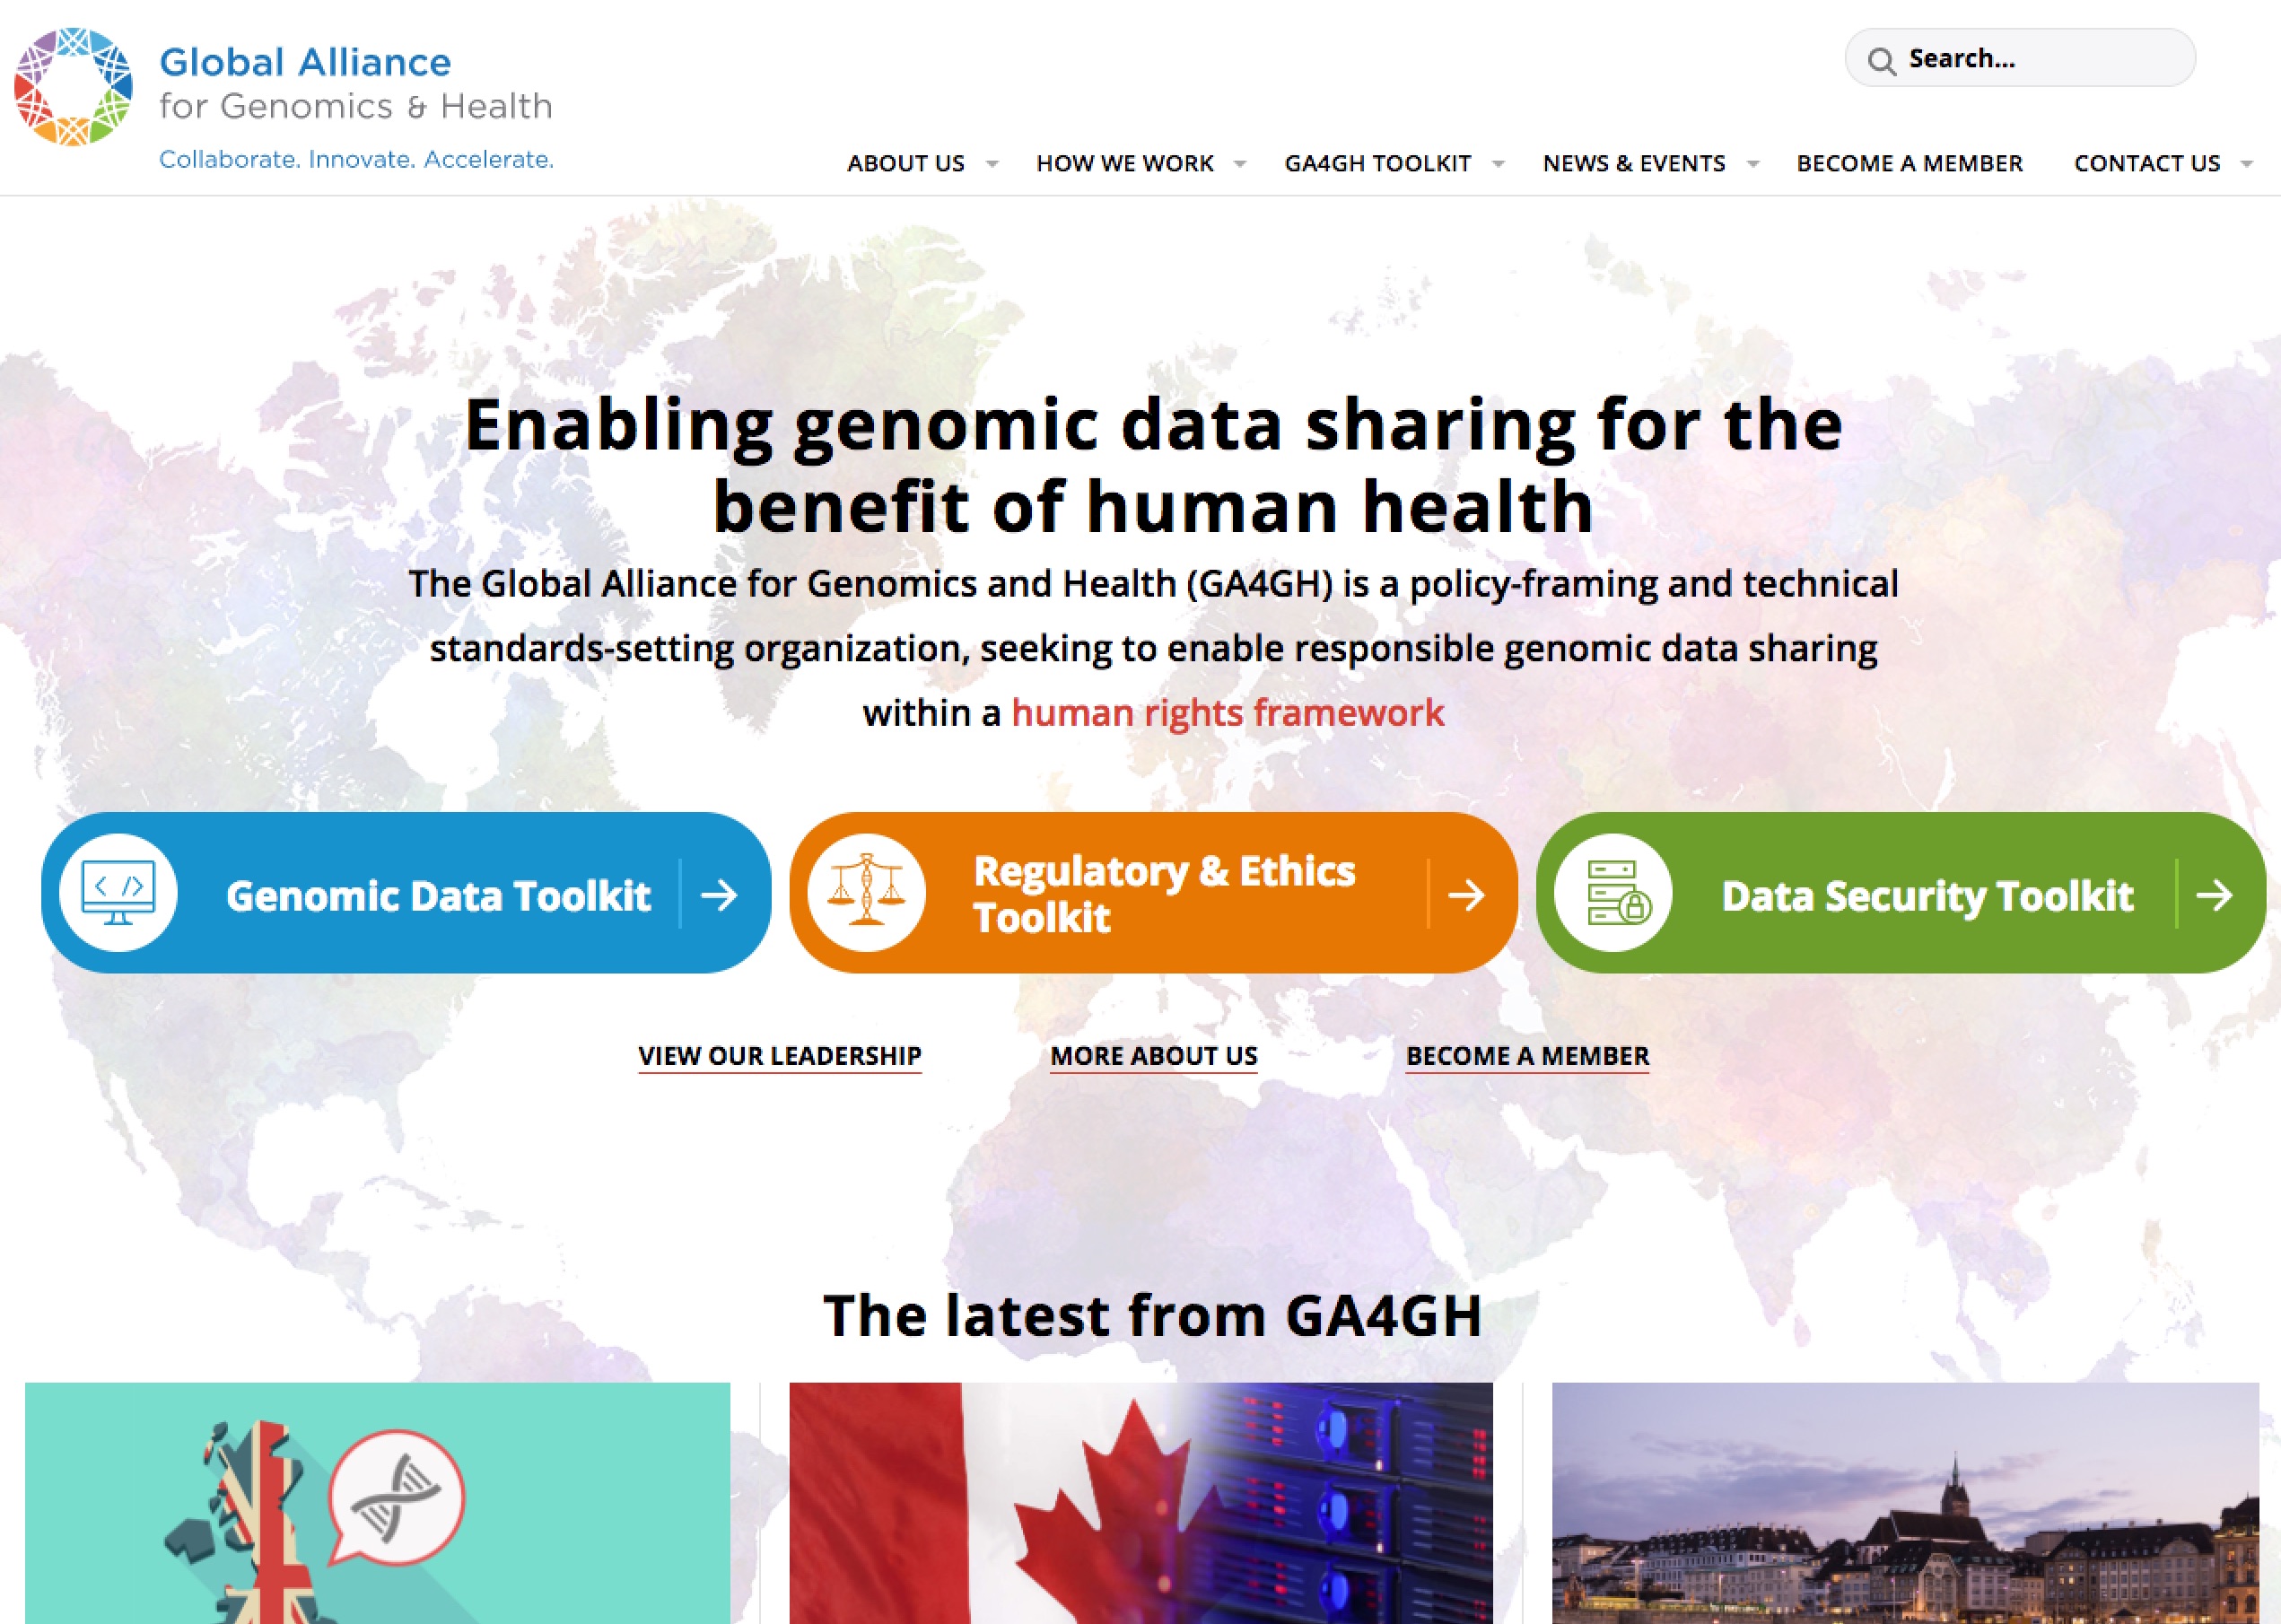 Global Alliance
for Genomics & Health
Collaborate. Innovate. Accelerate.
Search...
ABOUT US
HOW WE WORK
GA4GH TOOLKIT
NEWS & EVENTS
BECOME A MEMBER
CONTACT US
Enabling genomic data sharing for the
benefit of human health
The Global Alliance for Genomics and Health (GA4GH) is a policy-framing and technical
standards-setting organization, seeking to enable responsible genomic data sharing
within a human rights framework
Genomic Data Toolkit
Regulatory & Ethics
Toolkit
Data Security Toolkit
VIEW OUR LEADERSHIP
MORE ABOUT US
BECOME A MEMBER
The latest from GA4GH